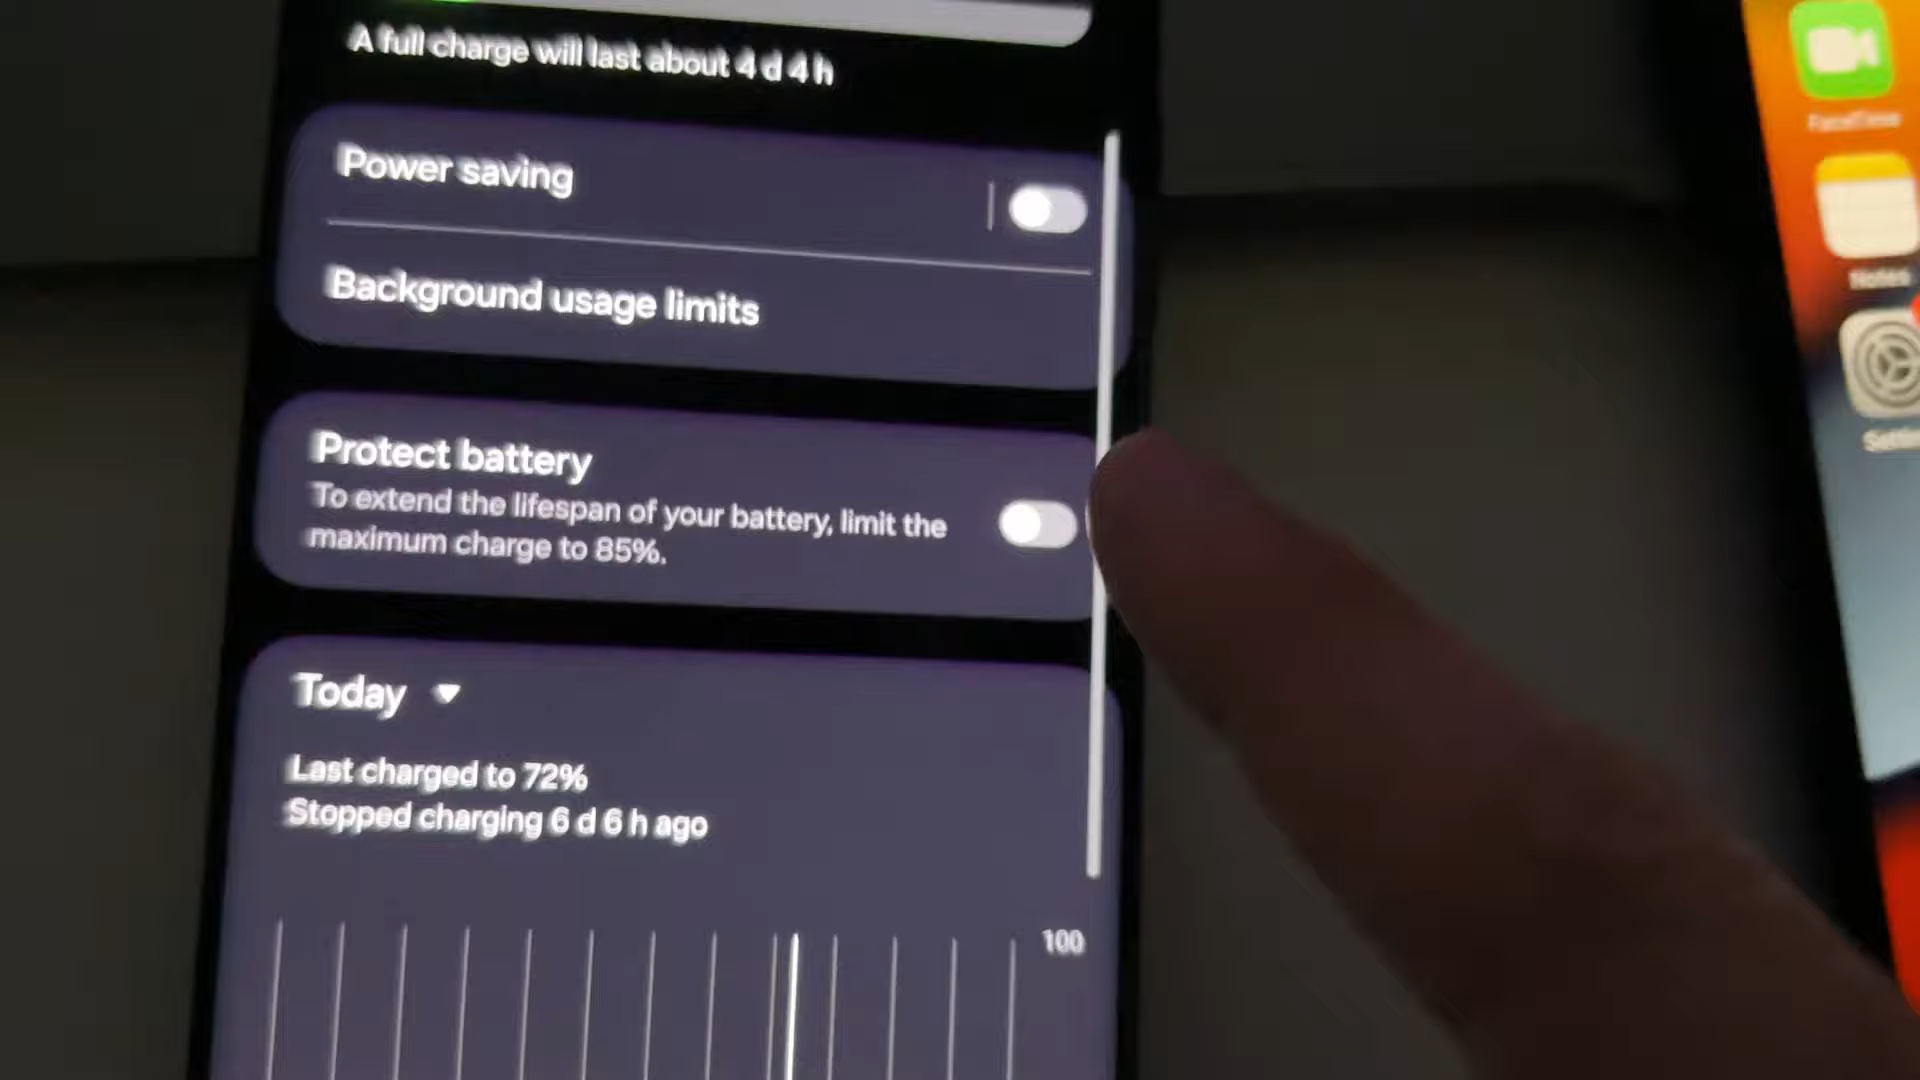 A full charge will last about 4 d 4 h
Power saving
Background usage limits
Protect battery
To extend the lifespan of your battery, limit the
maximum charge to 85%.
Today
Last charged to 72%
Stopped charging 6 d 6 h ago
100
FaceTime
Notes